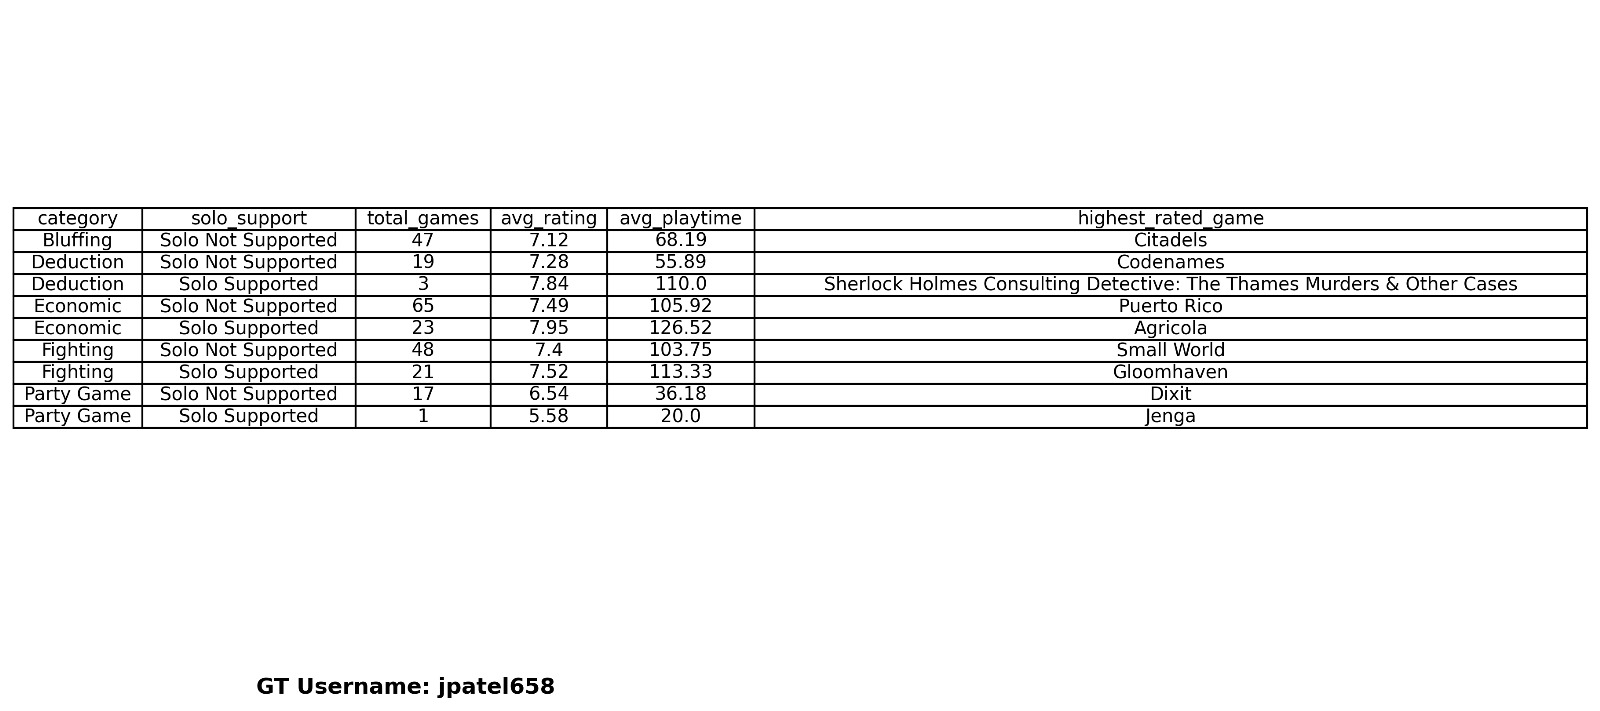 category solo_support total_games avg_rating avg_playtime highest_rated_game
Bluffing Solo Not Supported 47 7.12 68.19 Citadels
Deduction Solo Not Supported 19 7.28 55.89 Codenames
Deduction Solo Supported 3 7.84 110.0 Sherlock Holmes Consulting Detective: The Thames Murders & Other Cases
Economic Solo Not Supported 65 7.49 105.92 Puerto Rico
Economic Solo Supported 23 7.95 126.52 Agricola
Fighting Solo Not Supported 48 7.4 103.75 Small World
Fighting Solo Supported 21 7.52 113.33 Gloomhaven
Party Game Solo Not Supported 17 6.54 36.18 Dixit
Party Game Solo Supported 1 5.58 20.0 Jenga
GT Username: jpatel658